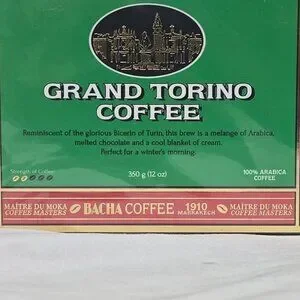 GRAND TORINO
COFFEE
Reminiscent of the glorious Bicerin of Turin, this brew is a melange of Arabica,
melted chocolate and a cool blanket of cream.
Perfect for a winter's morning.
Strength of Coffee
350 g (12 oz)
100% ARABICA
COFFEE
MAÎTRE DU MOKA
COFFEE MASTERS
BACHA COFFEE
1910
MARRAKECH
MAÎTRE DU MOKA
COFFEE MASTERS